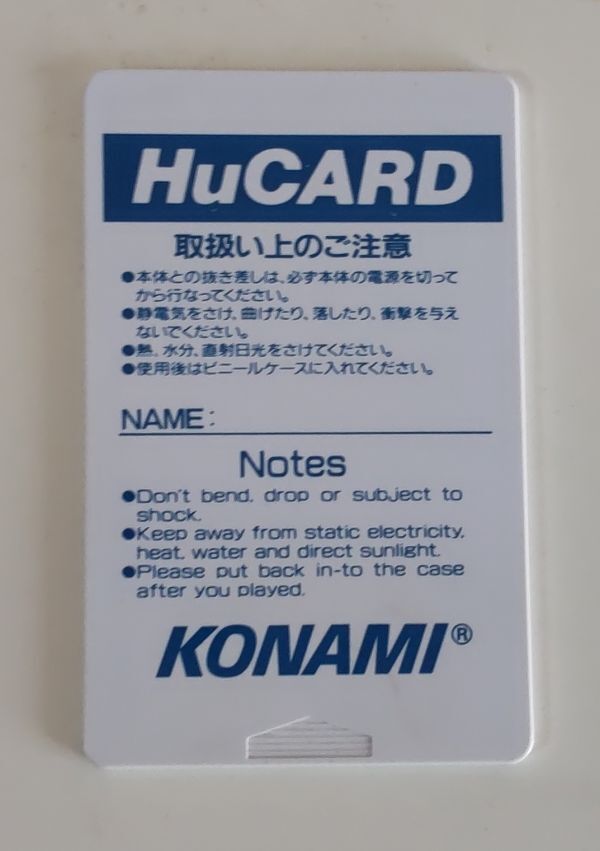 HuCARD
取扱い上のご注意
●本体との抜き差しは、必ず本体の電源を切って
から行なってください。
●静電気をさけ、曲げたり、落したり、衝撃を与え
ないでください。
●熱、水分、直射日光をさけてください。
●使用後はビニールケースに入れてください。
NAME:
Notes
●Don't bend, drop or subject to
shock.
●Keep away from static electricity,
heat, water and direct sunlight.
●Please put back in-to the case
after you played.
KONAMI®